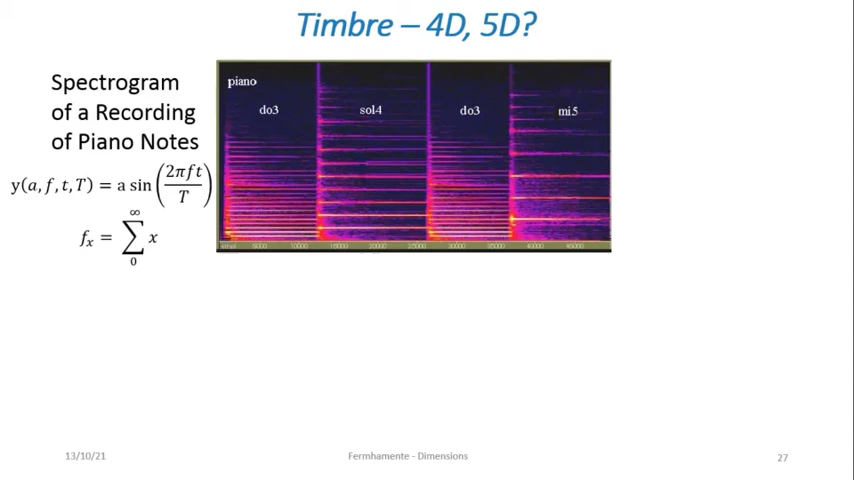 Timbre – 4D, 5D?
Spectrogram
of a Recording
of Piano Notes
y(a, f, t, T) = a sin (2πft / T)
f_x = ∑_0^∞ x
piano
do3 sol4 do3 mi5
5000 10000 15000 20000 25000 30000 35000 40000 45000
13/10/21 Fermhamente - Dimensions 27